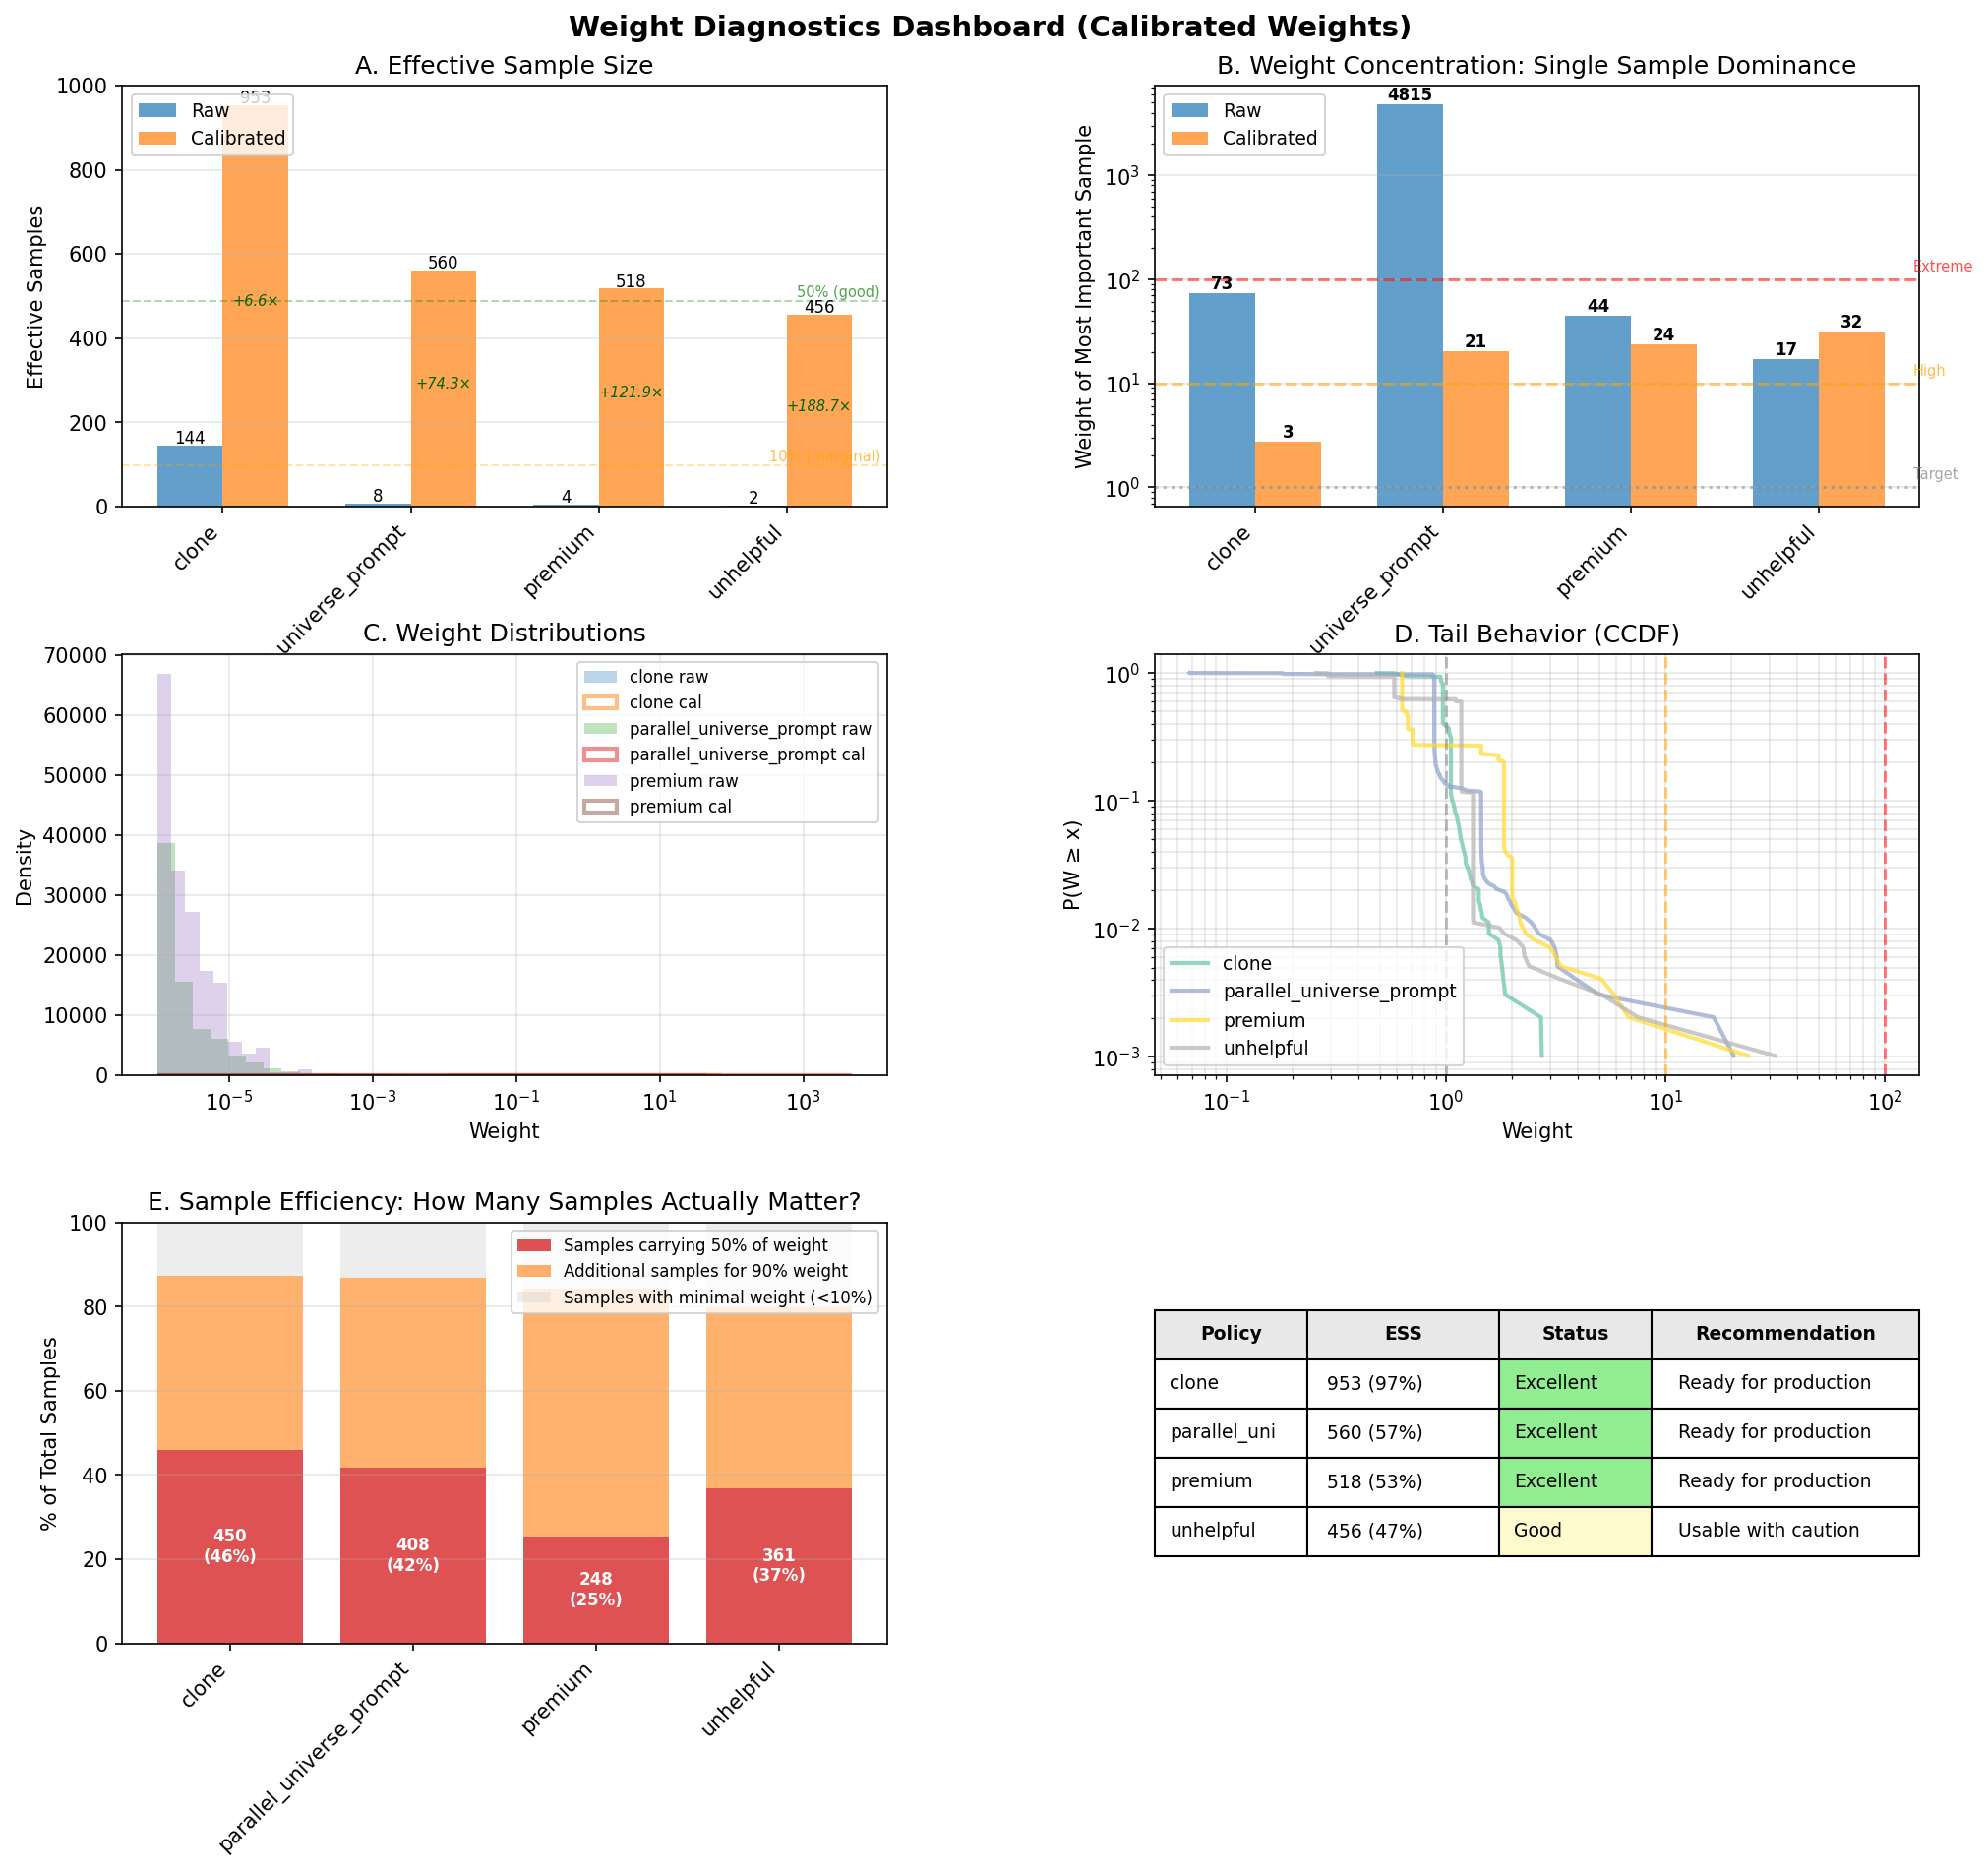 Weight Diagnostics Dashboard (Calibrated Weights)
A. Effective Sample Size
Effective Samples
1000
800
600
400
200
0
Raw
Calibrated
953
144
+6.6×
560
8
+74.3×
518
4
+121.9×
456
2
+188.7×
50% (good)
10% (marginal)
clone
universe_prompt
premium
unhelpful
B. Weight Concentration: Single Sample Dominance
Weight of Most Important Sample
10³
10²
10¹
10⁰
Raw
Calibrated
73
3
4815
21
44
24
17
32
Extreme
High
Target
clone
universe_prompt
premium
unhelpful
C. Weight Distributions
Density
70000
60000
50000
40000
30000
20000
10000
0
clone raw
clone cal
parallel_universe_prompt raw
parallel_universe_prompt cal
premium raw
premium cal
10⁻⁵
10⁻³
10⁻¹
10¹
10³
Weight
D. Tail Behavior (CCDF)
P(W ≥ x)
10⁰
10⁻¹
10⁻²
10⁻³
clone
parallel_universe_prompt
premium
unhelpful
10⁻¹
10⁰
10¹
10²
Weight
E. Sample Efficiency: How Many Samples Actually Matter?
% of Total Samples
100
80
60
40
20
0
Samples carrying 50% of weight
Additional samples for 90% weight
Samples with minimal weight (<10%)
450
(46%)
408
(42%)
248
(25%)
361
(37%)
clone
parallel_universe_prompt
premium
unhelpful
Policy ESS Status Recommendation
clone 953 (97%) Excellent Ready for production
parallel_uni 560 (57%) Excellent Ready for production
premium 518 (53%) Excellent Ready for production
unhelpful 456 (47%) Good Usable with caution